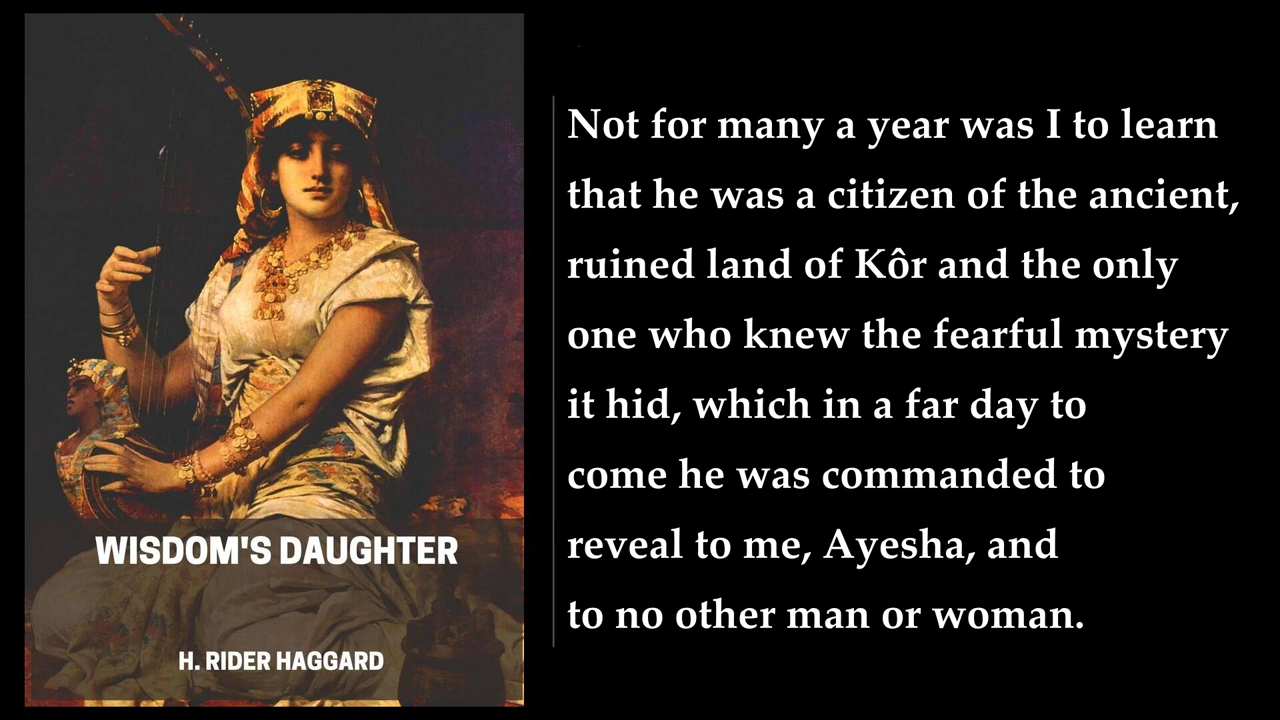 WISDOM'S DAUGHTER
H. RIDER HAGGARD
Not for many a year was I to learn
that he was a citizen of the ancient,
ruined land of Kôr and the only
one who knew the fearful mystery
it hid, which in a far day to
come he was commanded to
reveal to me, Ayesha, and
to no other man or woman.